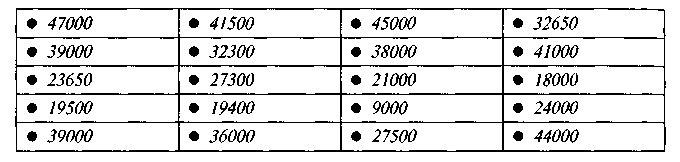 • 47000 • 41500 • 45000 • 32650
• 39000 • 32300 • 38000 • 41000
• 23650 • 27300 • 21000 • 18000
• 19500 • 19400 • 9000 • 24000
• 39000 • 36000 • 27500 • 44000